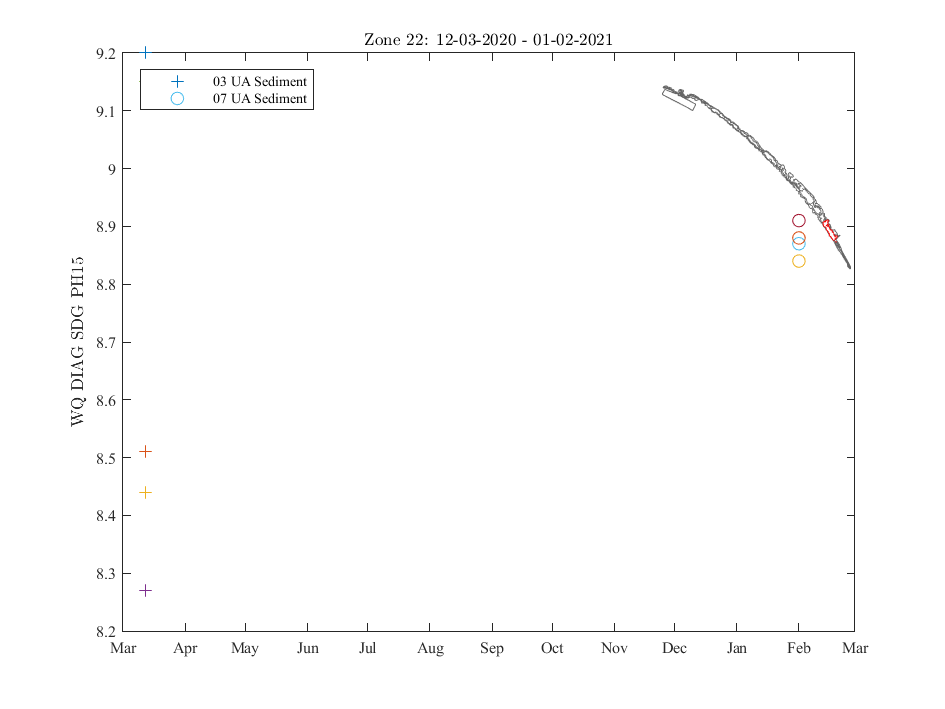 Zone 22: 12-03-2020 - 01-02-2021
9.2
9.1
9
8.9
8.8
8.7
8.6
8.5
8.4
8.3
8.2
WQ DIAG SDG PH15
03 UA Sediment
07 UA Sediment
Mar Apr May Jun Jul Aug Sep Oct Nov Dec Jan Feb Mar